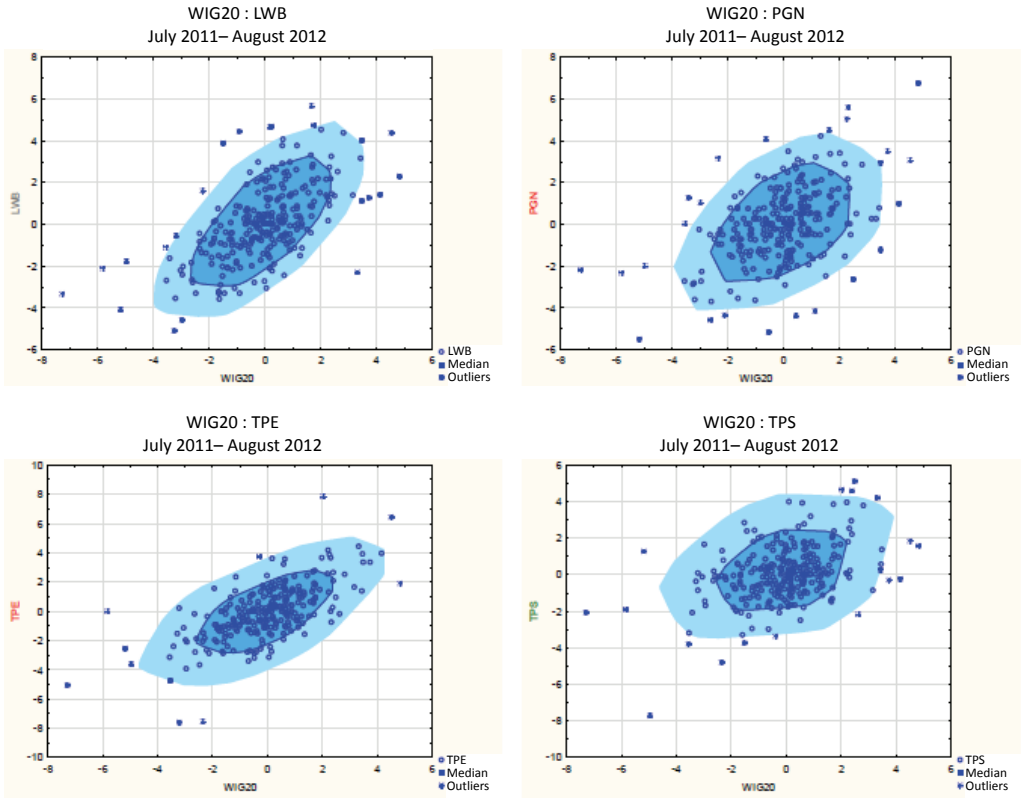 WIG20 : LWB
July 2011– August 2012
8
6
4
2
0
-2
-4
-6
LWB
-8 -6 -4 -2 0 2 4 6
WIG20
LWB
Median
Outliers
WIG20 : PGN
July 2011– August 2012
8
6
4
2
0
-2
-4
-6
PGN
-8 -6 -4 -2 0 2 4 6
WIG20
PGN
Median
Outliers
WIG20 : TPE
July 2011– August 2012
10
8
6
4
2
0
-2
-4
-6
-8
-10
TPE
-8 -6 -4 -2 0 2 4 6
WIG20
TPE
Median
Outliers
WIG20 : TPS
July 2011– August 2012
6
4
2
0
-2
-4
-6
-8
-10
TPS
-8 -6 -4 -2 0 2 4 6
WIG20
TPS
Median
Outliers